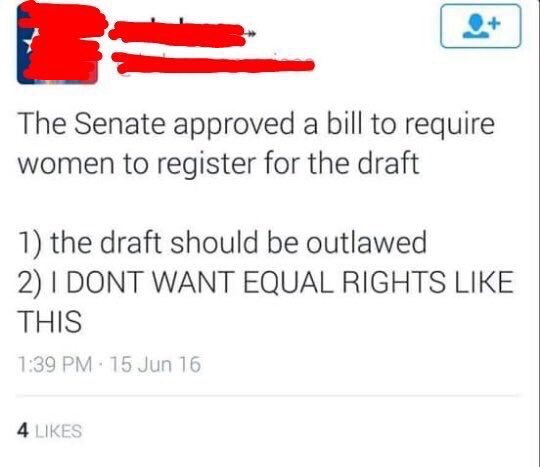 The Senate approved a bill to require
women to register for the draft
1) the draft should be outlawed
2) I DONT WANT EQUAL RIGHTS LIKE
THIS
1:39 PM · 15 Jun 16
4 LIKES